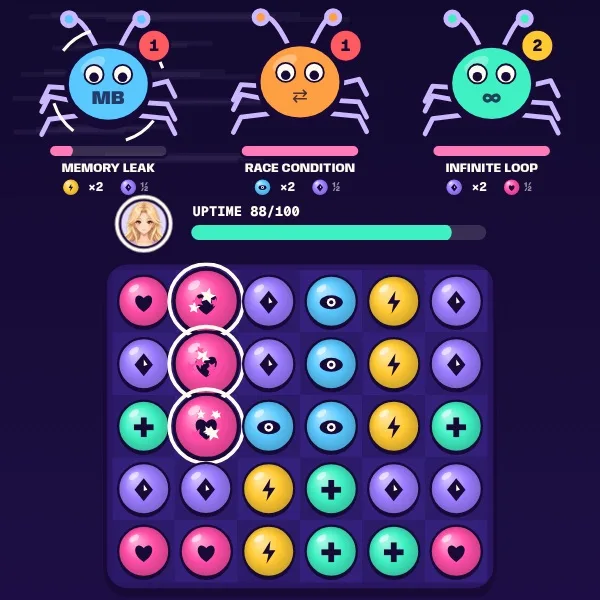 1
1
2
MB
∞
MEMORY LEAK
RACE CONDITION
INFINITE LOOP
×2 ½
×2 ½
×2 ½
UPTIME 88/100